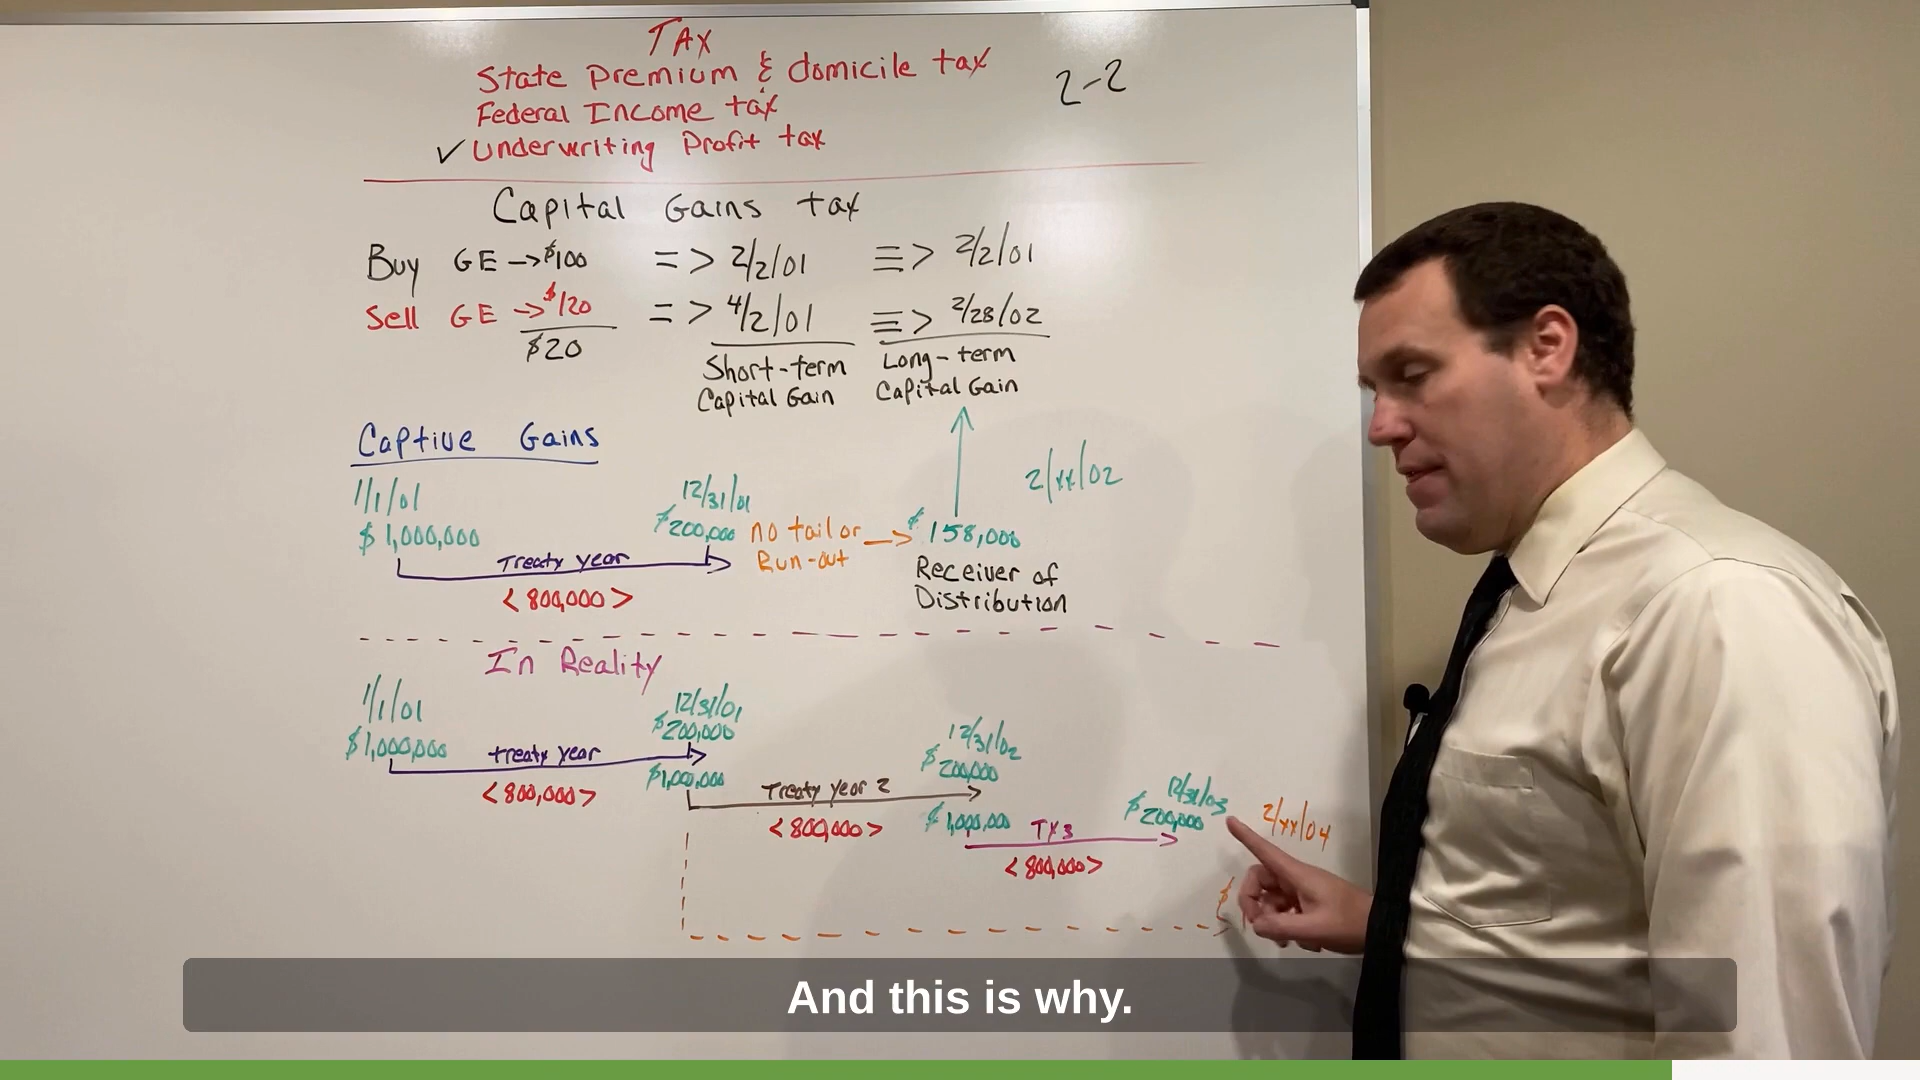 TAX
State premium & domicile tax
2-2
Federal Income tax
✓ Underwriting Profit tax
Capital Gains tax
Buy GE -> $100 => 2/2/01 ≡> 2/2/01
Sell GE -> $120 => 4/2/01 ≡> 2/28/02
$20
Short-term Capital Gain
Long-term Capital Gain
Captive Gains
2/xx/02
1/1/01
12/31/01
$1,000,000
$200,000
no tail or Run-out
$158,000
Treaty year
<800,000>
Receiver of
Distribution
In Reality
1/1/01
12/31/01
$1,000,000
$200,000
treaty year
<800,000>
$1,000,000
12/31/02
$200,000
Treaty year 2
<800,000>
$1,000,000
12/31/03
$200,000
2/xx/04
TX3
<800,000>
$
And this is why.